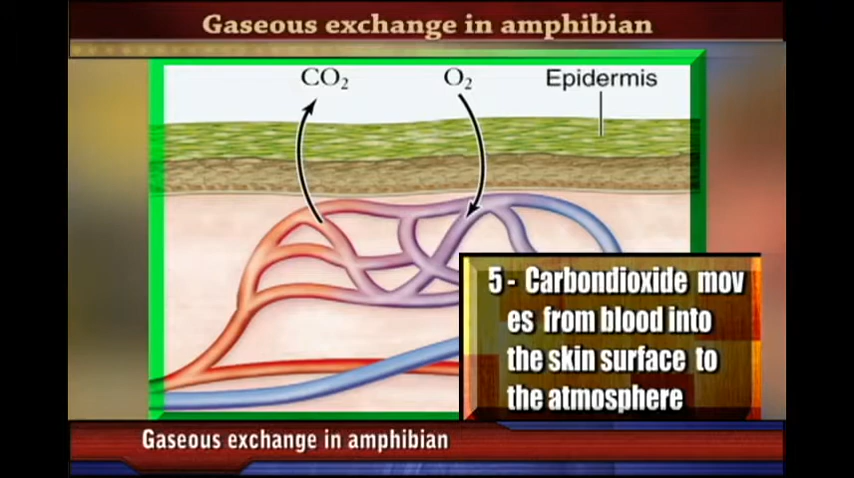 Gaseous exchange in amphibian
CO₂ O₂ Epidermis
5 - Carbondioxide mov
es from blood into
the skin surface to
the atmosphere
Gaseous exchange in amphibian